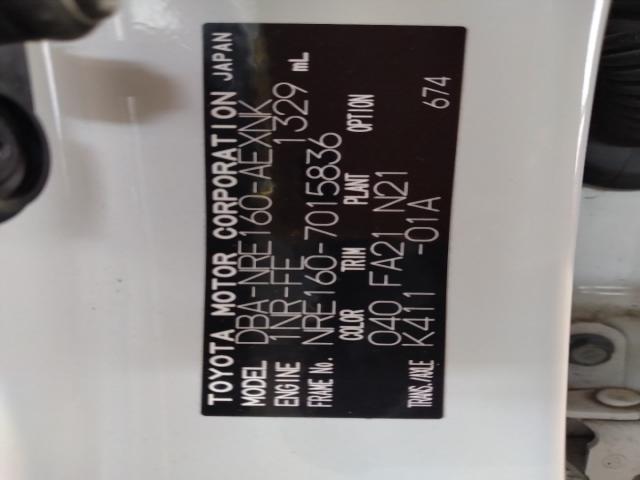 TOYOTA MOTOR CORPORATION JAPAN
MODEL DBA-NRE160-AEXNK
ENGINE 1NR-FE 1329 mL
FRAME No. NRE160-7015836
COLOR TRIM PLANT OPTION
040 FA21 N21
TRANS./AXLE K411 -01A 674